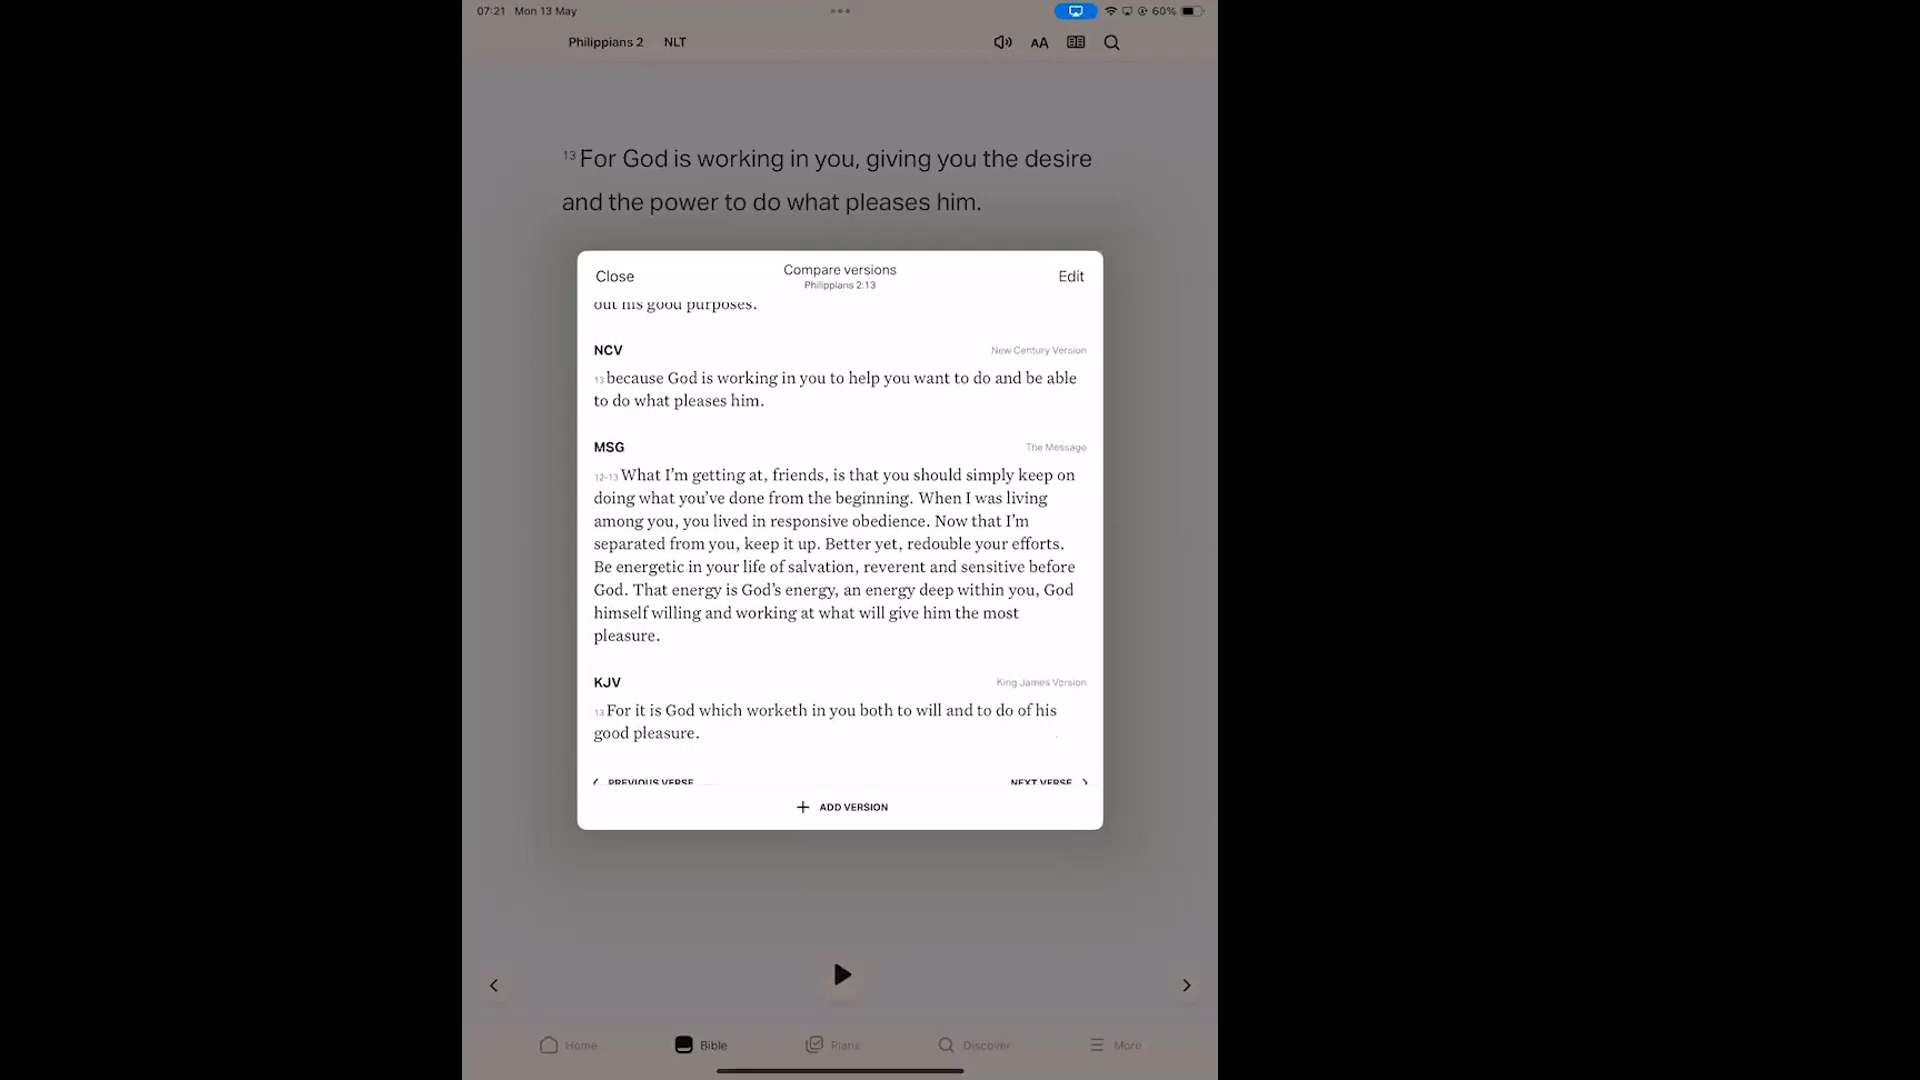 07:21 Mon 13 May
60%
Philippians 2 NLT
AA
13 For God is working in you, giving you the desire
and the power to do what pleases him.
Close
Compare versions
Edit
Philippians 2:13
out his good purposes.
NCV
New Century Version
13 because God is working in you to help you want to do and be able
to do what pleases him.
MSG
The Message
12-13 What I’m getting at, friends, is that you should simply keep on
doing what you’ve done from the beginning. When I was living
among you, you lived in responsive obedience. Now that I’m
separated from you, keep it up. Better yet, redouble your efforts.
Be energetic in your life of salvation, reverent and sensitive before
God. That energy is God’s energy, an energy deep within you, God
himself willing and working at what will give him the most
pleasure.
KJV
King James Version
13 For it is God which worketh in you both to will and to do of his
good pleasure.
PREVIOUS VERSE
NEXT VERSE
+ ADD VERSION
Home
Bible
Plans
Discover
More